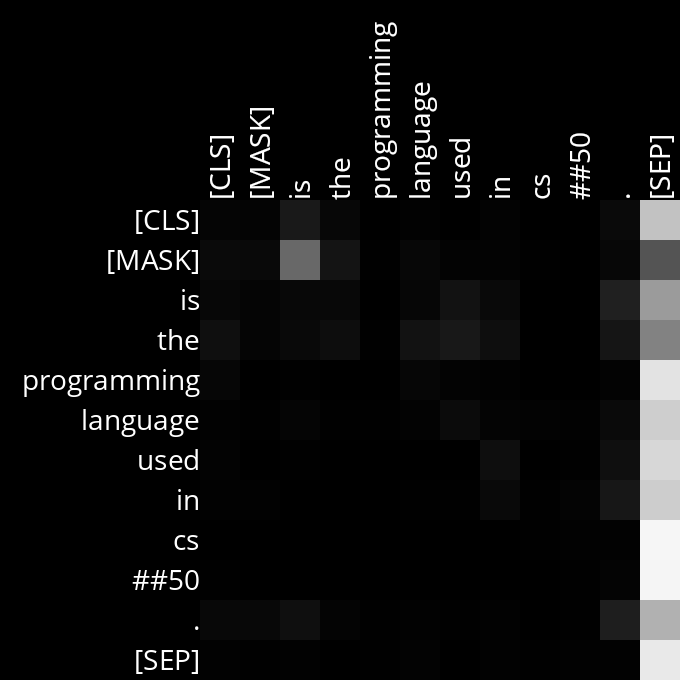 [CLS]
[MASK]
is
the
programming
language
used
in
cs
##50
.
[SEP]
[CLS]
[MASK]
is
the
programming
language
used
in
cs
##50
.
[SEP]